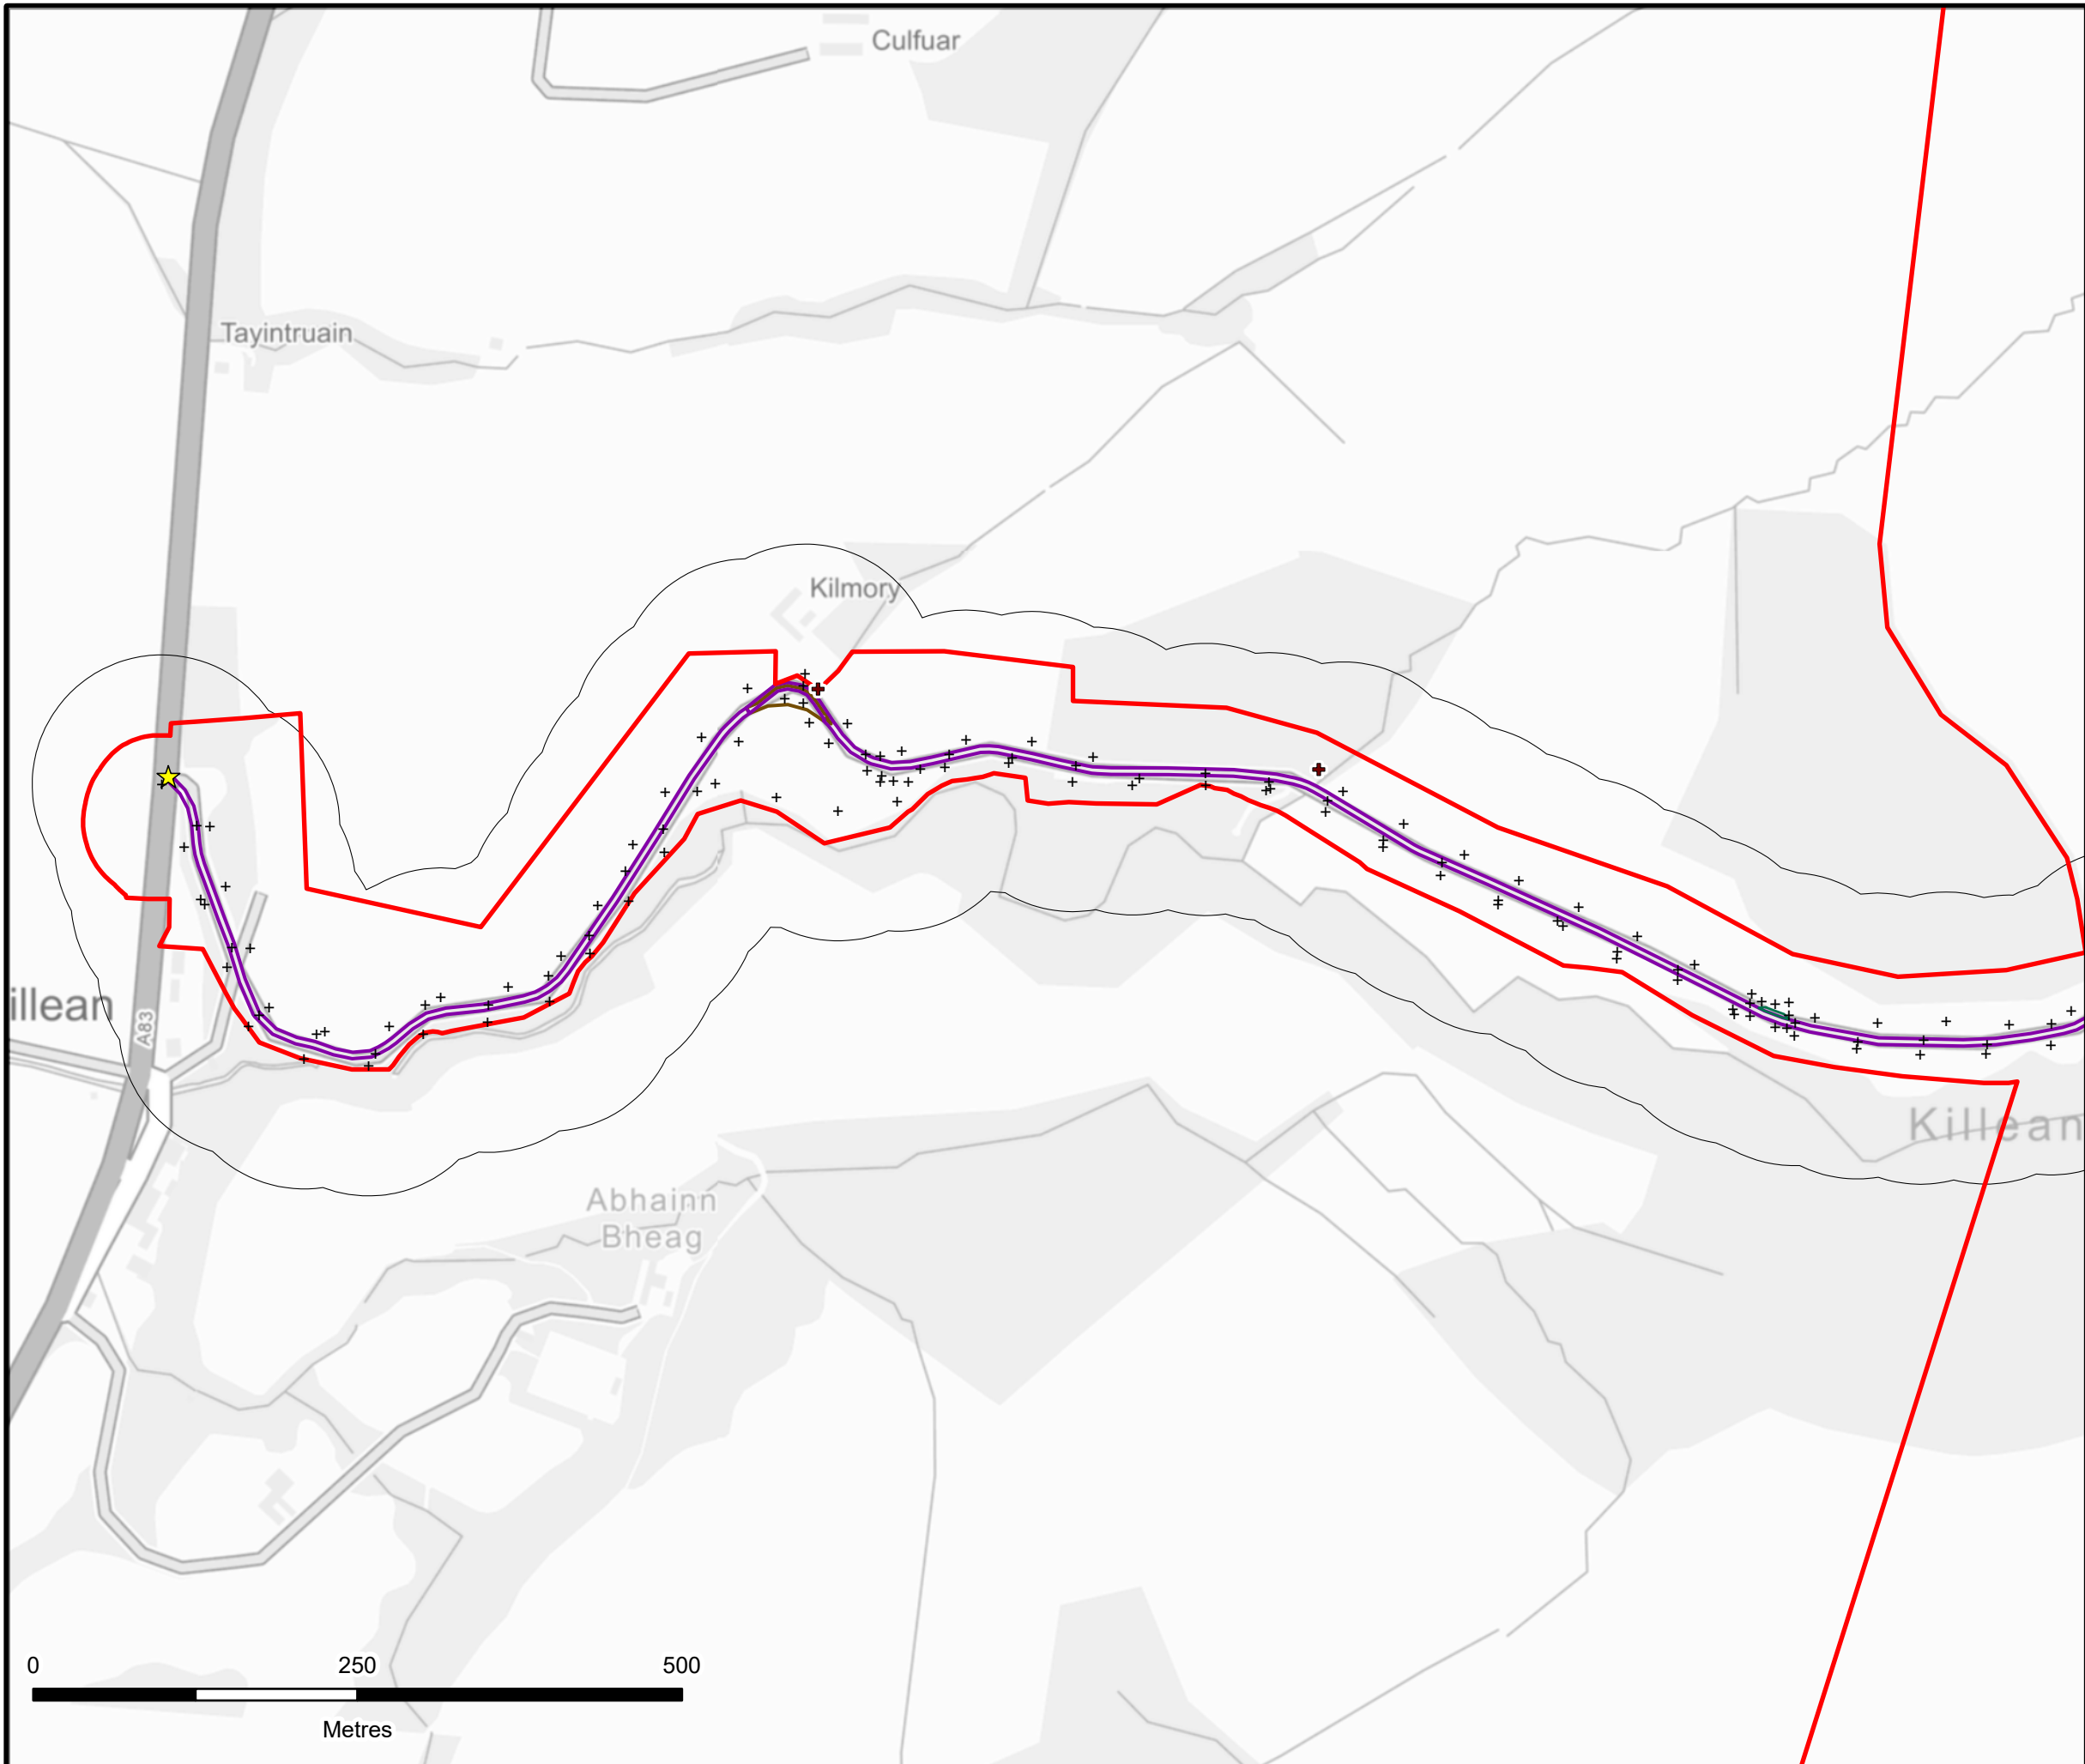 Culfuar
Tayintruain
Kilmory
illean
A83
Killean
Abhainn
Bheag
0 250 500
Metres